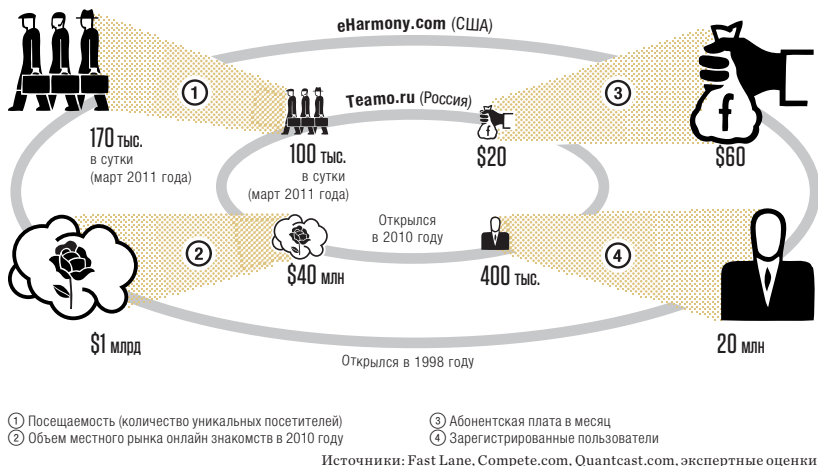 eHarmony.com (США)
1
3
Teamo.ru (Россия)
f
f
170 тыс.
в сутки
(март 2011 года)
100 тыс.
в сутки
(март 2011 года)
$20
$60
Открылся
в 2010 году
2
4
$40 млн
400 тыс.
$1 млрд
20 млн
Открылся в 1998 году
1 Посещаемость (количество уникальных посетителей)
2 Объем местного рынка онлайн знакомств в 2010 году
3 Абонентская плата в месяц
4 Зарегистрированные пользователи
Источники: Fast Lane, Compete.com, Quantcast.com, экспертные оценки